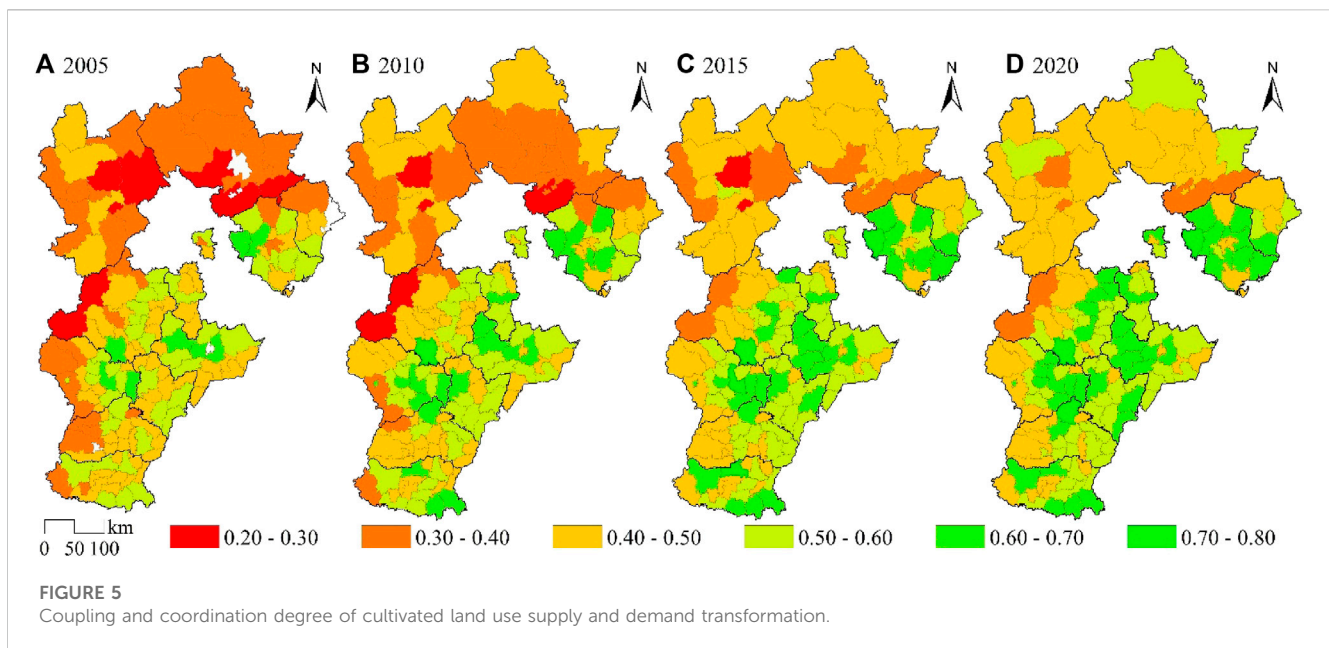 A 2005
N
B 2010
N
C 2015
N
D 2020
N
km
0 50 100
0.20 - 0.30
0.30 - 0.40
0.40 - 0.50
0.50 - 0.60
0.60 - 0.70
0.70 - 0.80
FIGURE 5
Coupling and coordination degree of cultivated land use supply and demand transformation.